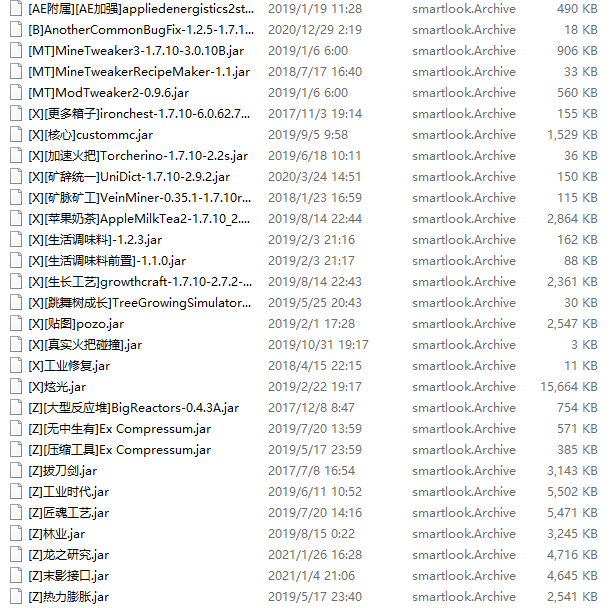 [AE附属][AE加强]appliedenergistics2st... 2019/1/19 11:28 smartlook.Archive 490 KB
[B]AnotherCommonBugFix-1.2.5-1.7.1... 2020/12/29 2:19 smartlook.Archive 18 KB
[MT]MineTweaker3-1.7.10-3.0.10B.jar 2019/1/6 6:00 smartlook.Archive 906 KB
[MT]MineTweakerRecipeMaker-1.1.jar 2018/7/17 16:40 smartlook.Archive 33 KB
[MT]ModTweaker2-0.9.6.jar 2019/1/6 6:00 smartlook.Archive 560 KB
[X][更多箱子]ironchest-1.7.10-6.0.62.7... 2017/11/3 19:14 smartlook.Archive 155 KB
[X][核心]custommc.jar 2019/9/5 9:58 smartlook.Archive 1,529 KB
[X][加速火把]Torcherino-1.7.10-2.2s.jar 2019/6/18 10:11 smartlook.Archive 36 KB
[X][矿辞统一]UniDict-1.7.10-2.9.2.jar 2020/3/24 14:51 smartlook.Archive 150 KB
[X][矿脉矿工]VeinMiner-0.35.1-1.7.10r... 2018/1/23 16:59 smartlook.Archive 115 KB
[X][苹果奶茶]AppleMilkTea2-1.7.10_2.... 2019/8/14 22:44 smartlook.Archive 2,864 KB
[X][生活调味料]-1.2.3.jar 2019/2/3 21:16 smartlook.Archive 162 KB
[X][生活调味料前置]-1.1.0.jar 2019/2/3 21:17 smartlook.Archive 88 KB
[X][生长工艺]growthcraft-1.7.10-2.7.2-... 2019/8/14 22:43 smartlook.Archive 2,361 KB
[X][跳舞树成长]TreeGrowingSimulator... 2019/5/25 20:43 smartlook.Archive 30 KB
[X][贴图]pozo.jar 2019/2/1 17:28 smartlook.Archive 2,547 KB
[X][真实火把碰撞].jar 2019/10/31 19:17 smartlook.Archive 3 KB
[X]工业修复.jar 2018/4/15 22:15 smartlook.Archive 11 KB
[X]炫光.jar 2019/2/22 19:17 smartlook.Archive 15,664 KB
[Z][大型反应堆]BigReactors-0.4.3A.jar 2017/12/8 8:47 smartlook.Archive 754 KB
[Z][无中生有]Ex Compressum.jar 2019/7/20 13:59 smartlook.Archive 571 KB
[Z][压缩工具]Ex Compressum.jar 2019/5/17 23:59 smartlook.Archive 385 KB
[Z]拔刀剑.jar 2017/7/8 16:54 smartlook.Archive 3,143 KB
[Z]工业时代.jar 2019/6/11 10:52 smartlook.Archive 5,502 KB
[Z]匠魂工艺.jar 2019/7/20 14:16 smartlook.Archive 5,471 KB
[Z]林业.jar 2019/8/15 0:22 smartlook.Archive 3,245 KB
[Z]龙之研究.jar 2021/1/26 16:28 smartlook.Archive 4,716 KB
[Z]末影接口.jar 2021/1/4 21:06 smartlook.Archive 4,645 KB
[Z]热力膨胀.jar 2019/5/17 23:40 smartlook.Archive 2,541 KB